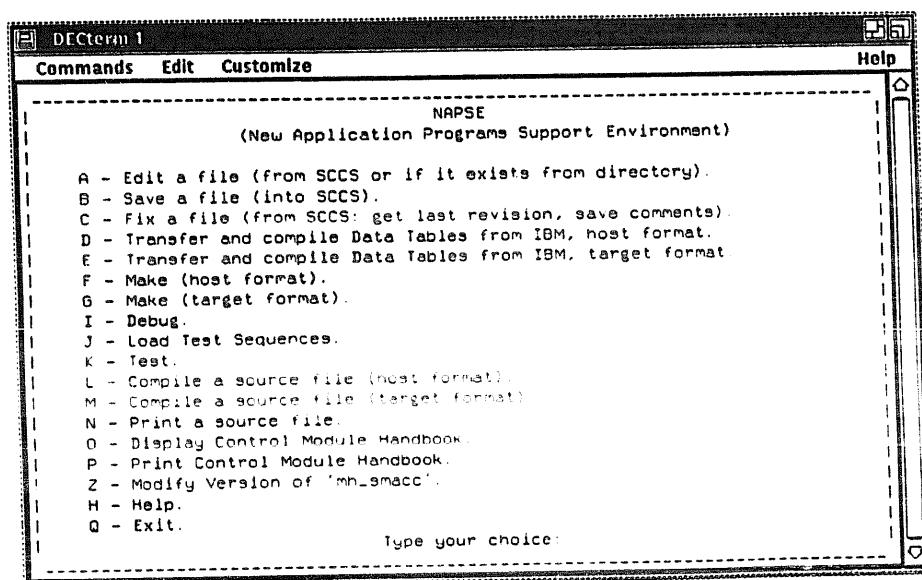 DECterm 1
Commands Edit Customize Help
NAPSE
(New Application Programs Support Environment)
A - Edit a file (from SCCS or if it exists from directory).
B - Save a file (into SCCS).
C - Fix a file (from SCCS: get last revision, save comments).
D - Transfer and compile Data Tables from IBM, host format.
E - Transfer and compile Data Tables from IBM, target format
F - Make (host format).
G - Make (target format).
I - Debug.
J - Load Test Sequences.
K - Test.
L - Compile a source file (host format).
M - Compile a source file (target format)
N - Print a source file.
O - Display Control Module Handbook.
P - Print Control Module Handbook.
Z - Modify Version of 'mh_smacc'.
H - Help.
Q - Exit.
Type your choice: